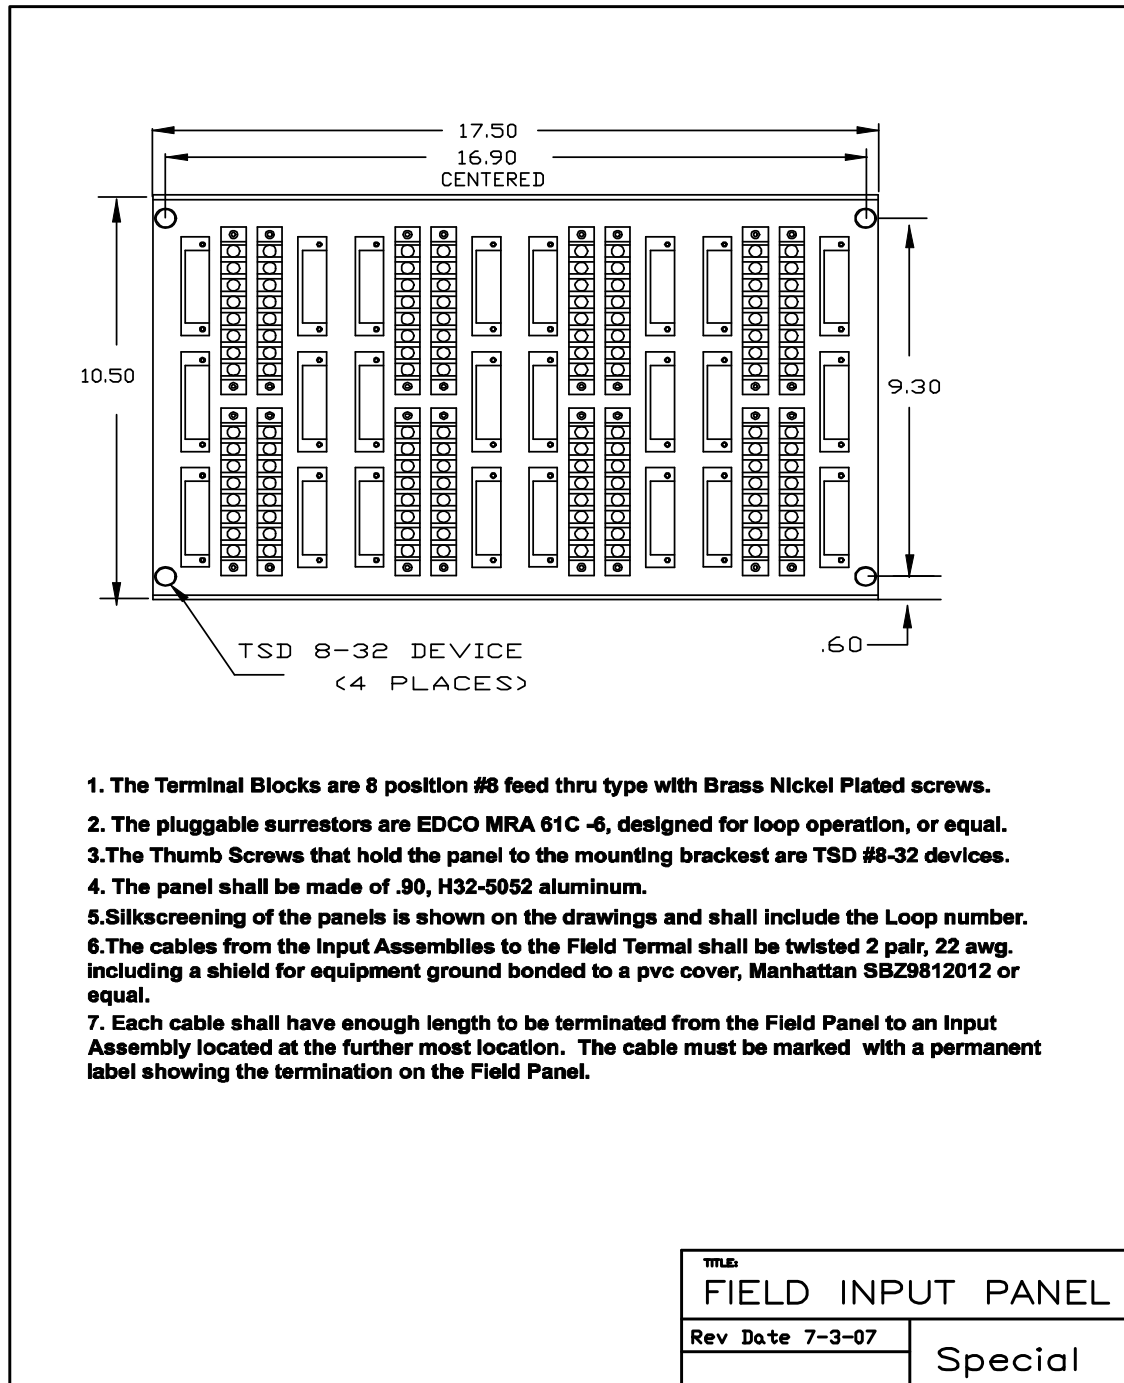 17.50
16.90
CENTERED
10.50
9.30
.60
TSD 8-32 DEVICE
(4 PLACES)
1. The Terminal Blocks are 8 position #8 feed thru type with Brass Nickel Plated screws.
2. The pluggable surrestors are EDCO MRA 61C -6, designed for loop operation, or equal.
3.The Thumb Screws that hold the panel to the mounting brackest are TSD #8-32 devices.
4. The panel shall be made of .90, H32-5052 aluminum.
5.Silkscreening of the panels is shown on the drawings and shall include the Loop number.
6.The cables from the Input Assemblies to the Field Termal shall be twisted 2 pair, 22 awg.
including a shield for equipment ground bonded to a pvc cover, Manhattan SBZ9812012 or
equal.
7. Each cable shall have enough length to be terminated from the Field Panel to an Input
Assembly located at the further most location.  The cable must be marked  with a permanent
label showing the termination on the Field Panel.
TITLE:
FIELD INPUT PANEL
Rev Date 7-3-07
Special